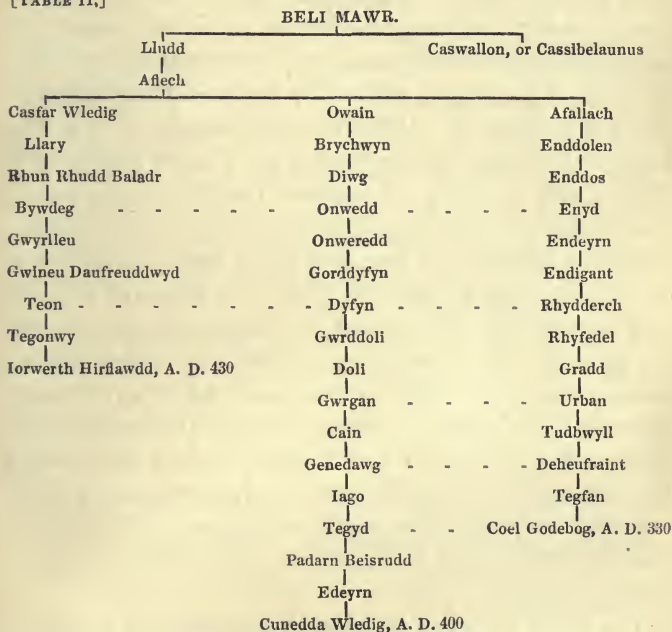 [TABLE II.]
BELI MAWR.
Lludd Caswallon, or Cassibelaunus
Aflech
Casfar Wledig Owain Afallach
Llary Brychwyn Enddolen
Rhun Rhudd Baladr Diwg Enddos
Bywdeg - - - - - Onwedd - - - - Enyd
Gwyrlleu Onweredd Endeyrn
Gwineu Daufreuddwyd Gorddyfyn Endigant
Teon - - - - - - - Dyfyn - - - - Rhydderch
Tegonwy Gwrddoli Rhyfedel
Iorwerth Hirflawdd, A. D. 430 Doli Gradd
Gwrgan - - - - Urban
Cain Tudbwyll
Genedawg - - - - Deheufraint
Iago Tegfan
Tegyd - - Coel Godebog, A. D. 330
Padarn Beisrudd
Edeyrn
Cunedda Wledig, A. D. 400